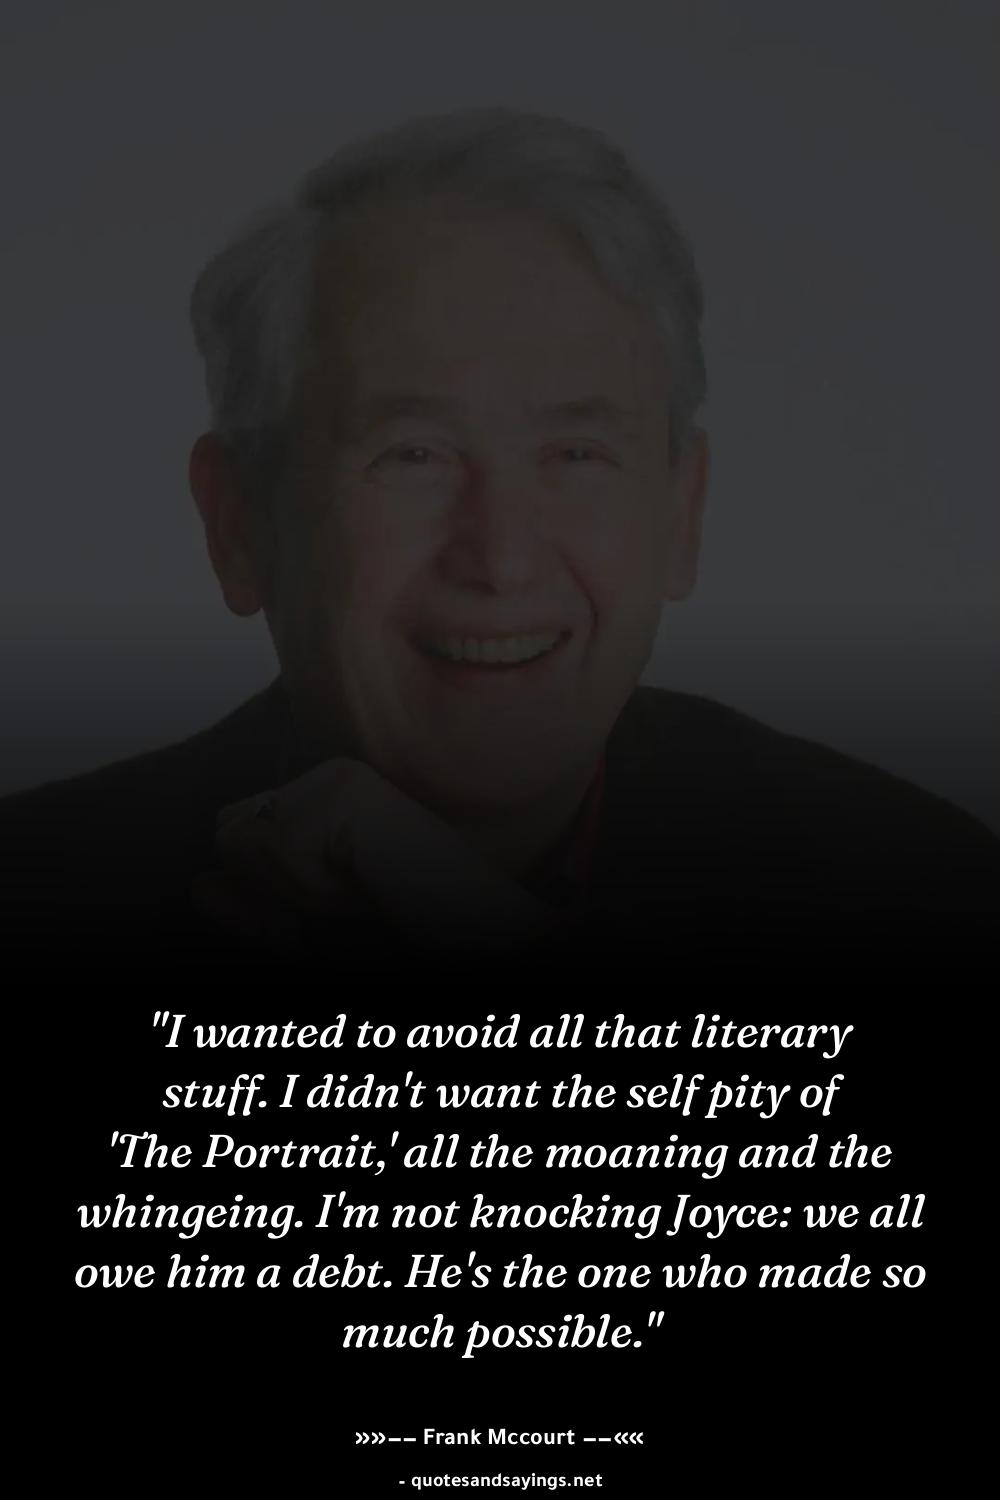 "I wanted to avoid all that literary
stuff. I didn't want the self pity of
'The Portrait,' all the moaning and the
whingeing. I'm not knocking Joyce: we all
owe him a debt. He's the one who made so
much possible."
»»−− Frank Mccourt −−««
- quotesandsayings.net